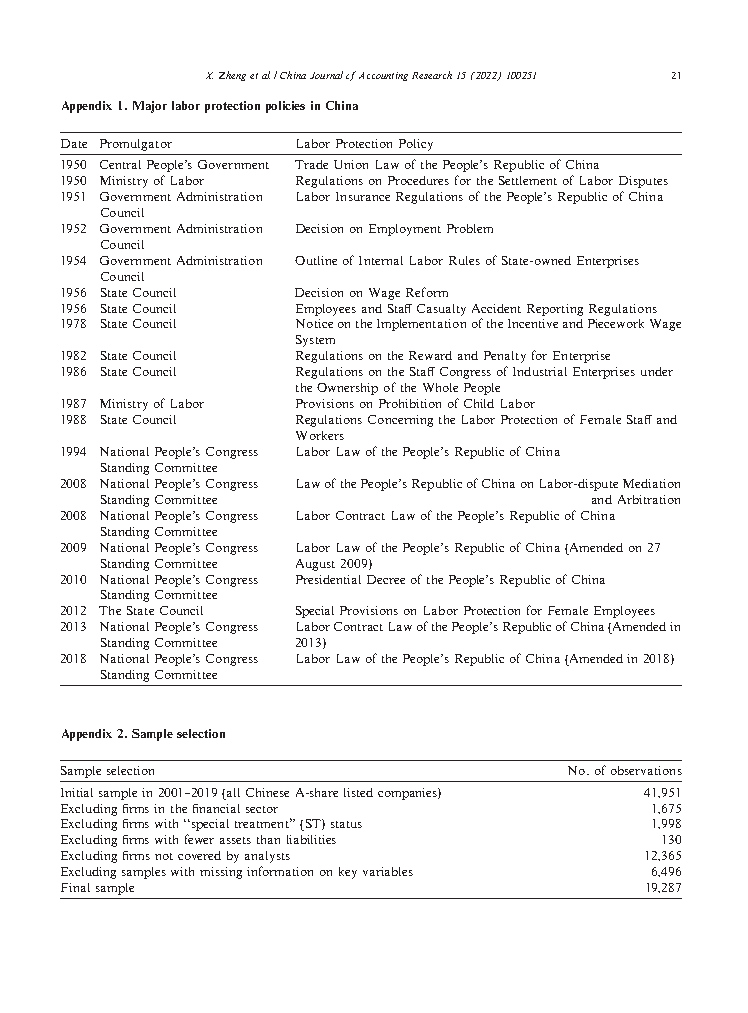 X. Zheng et al. / China Journal of Accounting Research 15 (2022) 100251 21
Appendix 1. Major labor protection policies in China
Date Promulgator Labor Protection Policy
1950 Central People's Government Trade Union Law of the People's Republic of China
1950 Ministry of Labor Regulations on Procedures for the Settlement of Labor Disputes
1951 Government Administration Labor Insurance Regulations of the People's Republic of China
Council
1952 Government Administration Decision on Employment Problem
Council
1954 Government Administration Outline of Internal Labor Rules of State-owned Enterprises
Council
1956 State Council Decision on Wage Reform
1956 State Council Employees and Staff Casualty Accident Reporting Regulations
1978 State Council Notice on the Implementation of the Incentive and Piecework Wage
System
1982 State Council Regulations on the Reward and Penalty for Enterprise
1986 State Council Regulations on the Staff Congress of Industrial Enterprises under
the Ownership of the Whole People
1987 Ministry of Labor Provisions on Prohibition of Child Labor
1988 State Council Regulations Concerning the Labor Protection of Female Staff and
Workers
1994 National People's Congress Labor Law of the People's Republic of China
Standing Committee
2008 National People's Congress Law of the People's Republic of China on Labor-dispute Mediation
Standing Committee and Arbitration
2008 National People's Congress Labor Contract Law of the People's Republic of China
Standing Committee
2009 National People's Congress Labor Law of the People's Republic of China (Amended on 27
Standing Committee August 2009)
2010 National People's Congress Presidential Decree of the People's Republic of China
Standing Committee
2012 The State Council Special Provisions on Labor Protection for Female Employees
2013 National People's Congress Labor Contract Law of the People's Republic of China (Amended in
Standing Committee 2013)
2018 National People's Congress Labor Law of the People's Republic of China (Amended in 2018)
Standing Committee
Appendix 2. Sample selection
Sample selection No. of observations
Initial sample in 2001–2019 (all Chinese A-share listed companies) 41,951
Excluding firms in the financial sector 1,675
Excluding firms with "special treatment" (ST) status 1,998
Excluding firms with fewer assets than liabilities 130
Excluding firms not covered by analysts 12,365
Excluding samples with missing information on key variables 6,496
Final sample 19,287